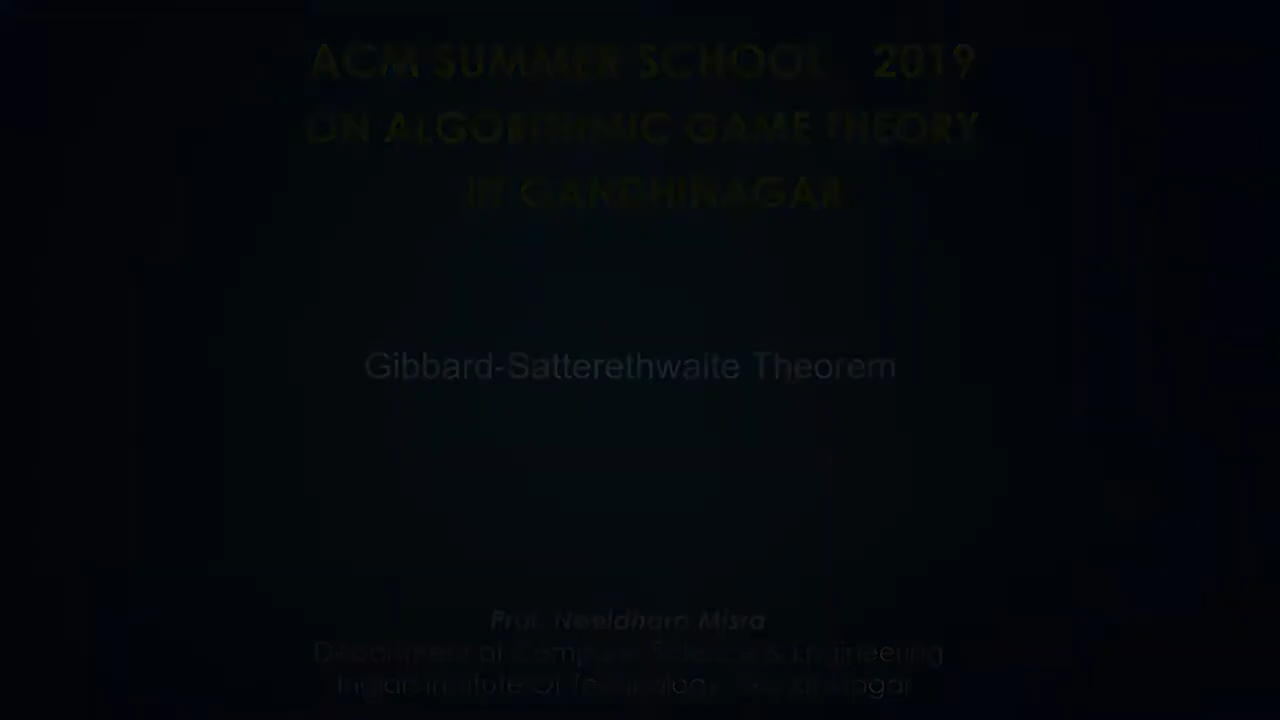 ACM SUMMER SCHOOL 2019
ON ALGORITHMIC GAME THEORY
IIT GANDHINAGAR
Gibbard-Satterethwaite Theorem
Prof. Neeldhara Misra
Department of Computer Science & Engineering
Indian Institute Of Technology, Gandhinagar